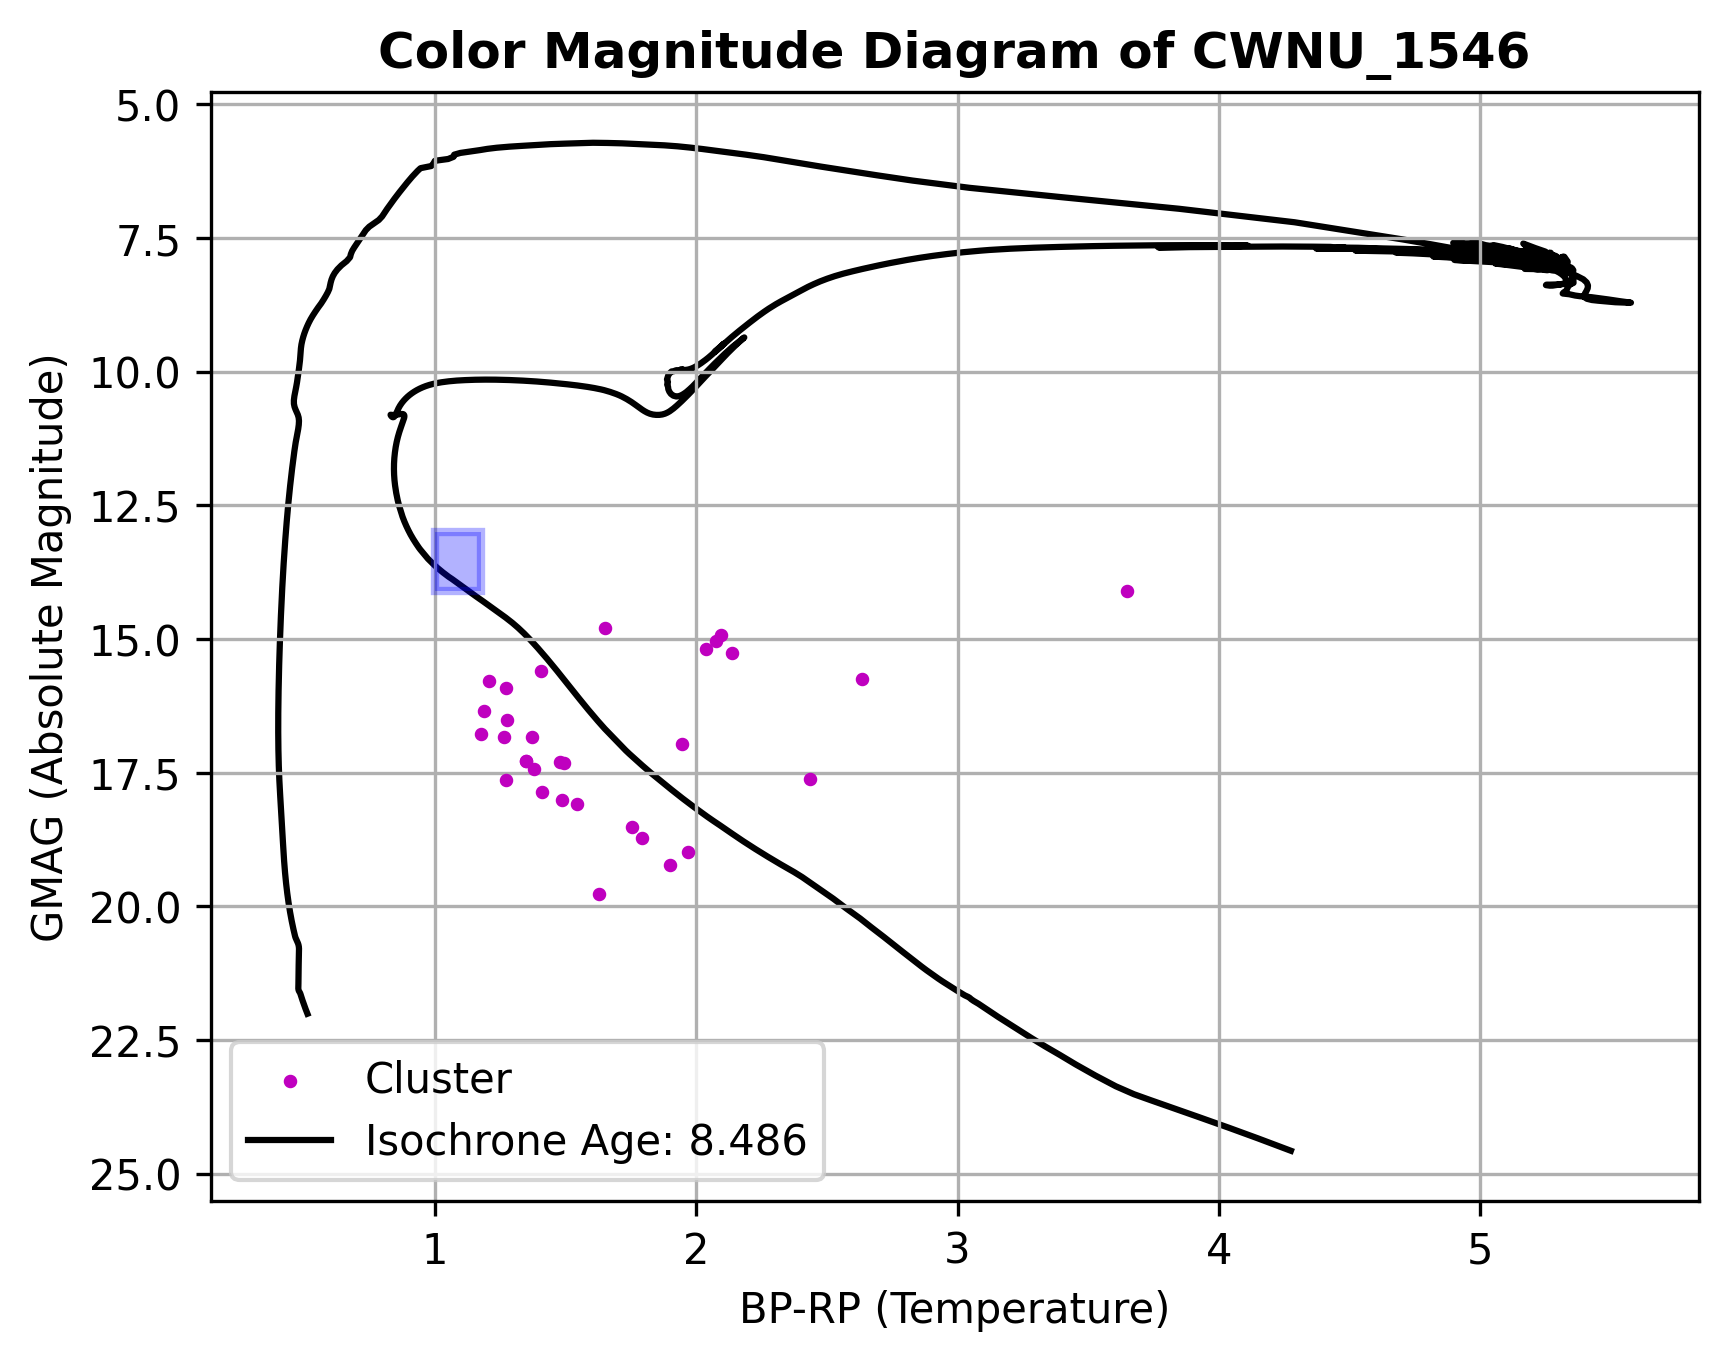 Color Magnitude Diagram of CWNU_1546
GMAG (Absolute Magnitude)
5.0
7.5
10.0
12.5
15.0
17.5
20.0
22.5
25.0
Cluster
Isochrone Age: 8.486
1 2 3 4 5
BP-RP (Temperature)